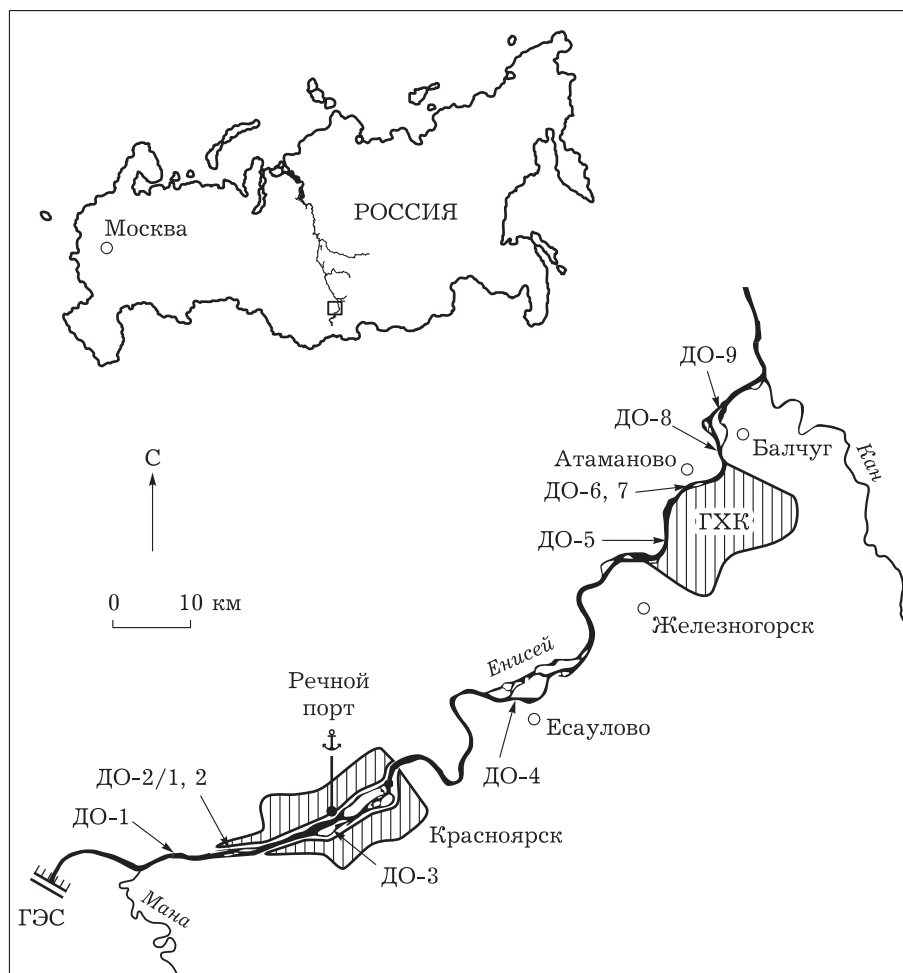 РОССИЯ
Москва
С
0 10 км
ДО-9
ДО-8
Балчуг
Атаманово
Кан
ДО-6, 7
ГХК
ДО-5
Железногорск
Енисей
Речной
порт
Есаулово
ДО-4
ДО-2/1, 2
ДО-1
Красноярск
ДО-3
ГЭС
Мана